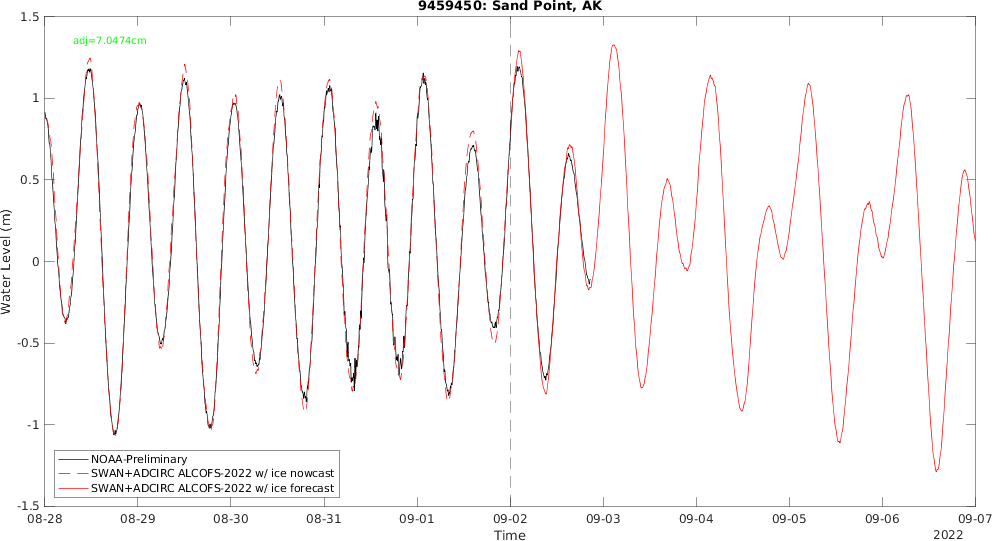 9459450: Sand Point, AK
adj=7.0474cm
Water Level (m)
1.5
1
0.5
0
-0.5
-1
-1.5
NOAA-Preliminary
SWAN+ADCIRC ALCOFS-2022 w/ ice nowcast
SWAN+ADCIRC ALCOFS-2022 w/ ice forecast
08-28 08-29 08-30 08-31 09-01 09-02 09-03 09-04 09-05 09-06 09-07
Time
2022